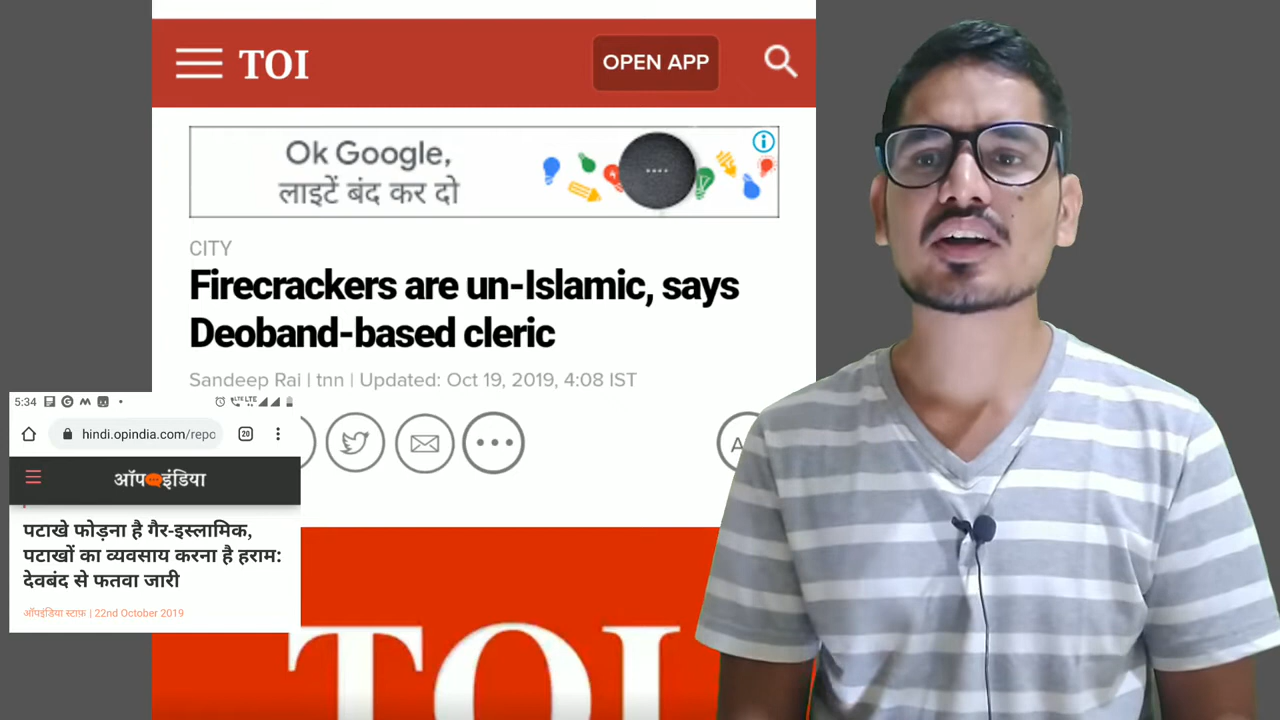 TOI
OPEN APP
Ok Google,
लाइटें बंद कर दो
CITY
Firecrackers are un-Islamic, says
Deoband-based cleric
Sandeep Rai | tnn | Updated: Oct 19, 2019, 4:08 IST
5:34
LTE LTE
hindi.opindia.com/repo
20
ऑपइंडिया
पटाखे फोड़ना है गैर-इस्लामिक,
पटाखों का व्यवसाय करना है हराम:
देवबंद से फतवा जारी
ऑपइंडिया स्टाफ़ | 22nd October 2019
TOI